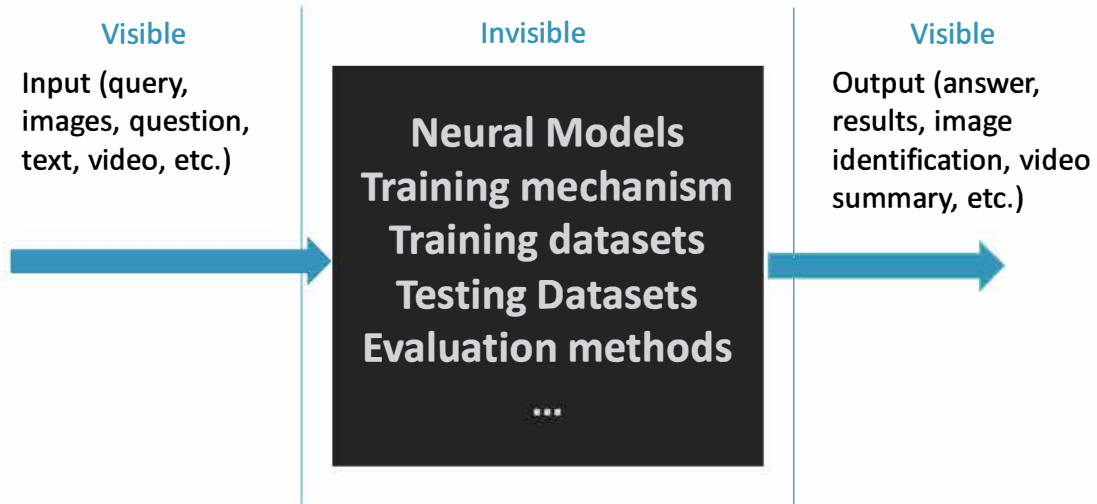 Visible
Input (query,
images, question,
text, video, etc.)
Invisible
Neural Models
Training mechanism
Training datasets
Testing Datasets
Evaluation methods
...
Visible
Output (answer,
results, image
identification, video
summary, etc.)